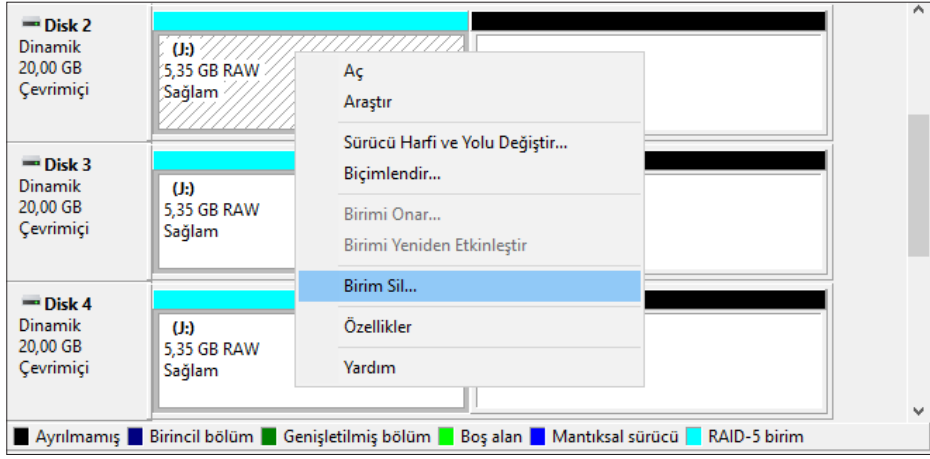 Disk 2
Dinamik
20,00 GB
Çevrimiçi
(J:)
5,35 GB RAW
Sağlam
Disk 3
Dinamik
20,00 GB
Çevrimiçi
(J:)
5,35 GB RAW
Sağlam
Disk 4
Dinamik
20,00 GB
Çevrimiçi
(J:)
5,35 GB RAW
Sağlam
Aç
Araştır
Sürücü Harfi ve Yolu Değiştir...
Biçimlendir...
Birimi Onar...
Birimi Yeniden Etkinleştir
Birim Sil...
Özellikler
Yardım
Ayrılmamış Birincil bölüm Genişletilmiş bölüm Boş alan Mantıksal sürücü RAID-5 birim